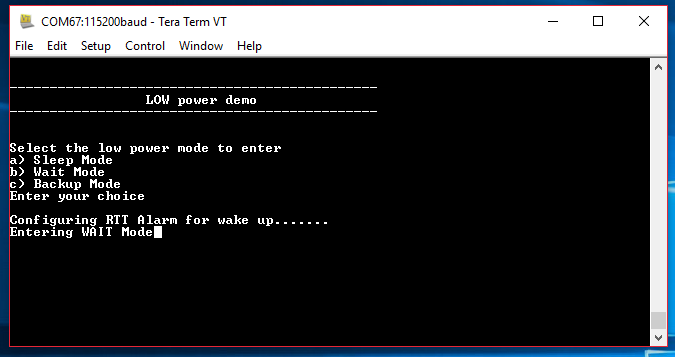 COM67:115200baud - Tera Term VT
File Edit Setup Control Window Help
LOW power demo
Select the low power mode to enter
a) Sleep Mode
b) Wait Mode
c) Backup Mode
Enter your choice
Configuring RTT Alarm for wake up.......
Entering WAIT Mode